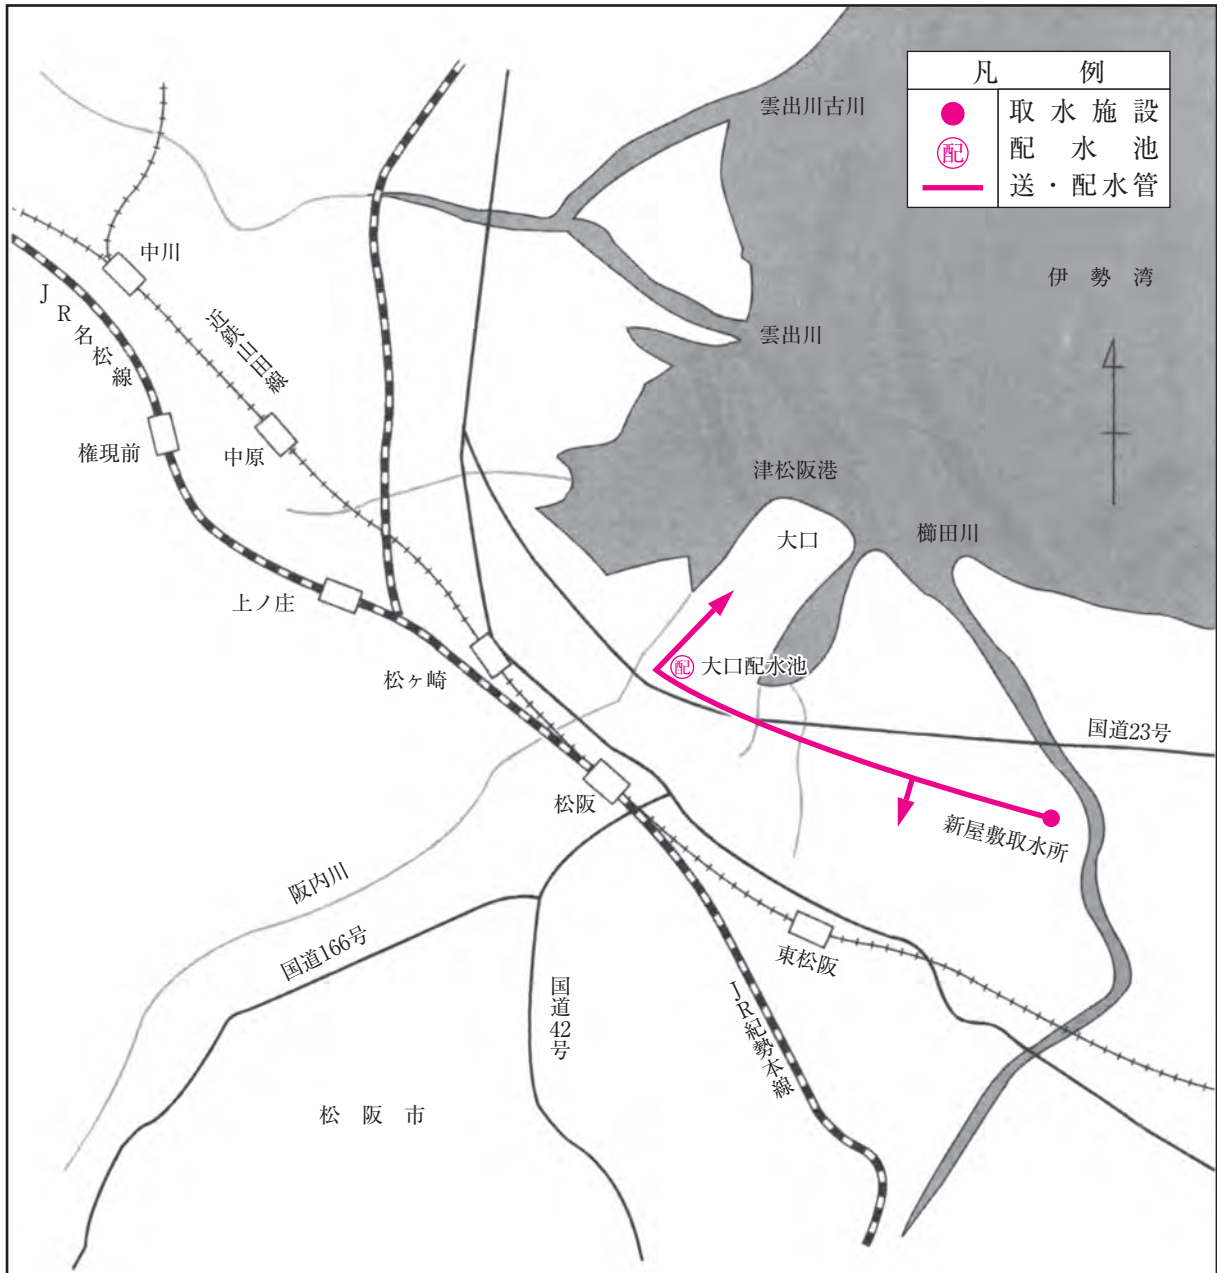 凡例
取水施設
配 配水池
送・配水管
雲出川古川
伊勢湾
中川
JR名松線
近鉄山田線
雲出川
権現前
中原
津松阪港
大口
櫛田川
上ノ庄
松ヶ崎
配 大口配水池
国道23号
松阪
新屋敷取水所
阪内川
国道166号
東松阪
国道42号
JR紀勢本線
松阪市